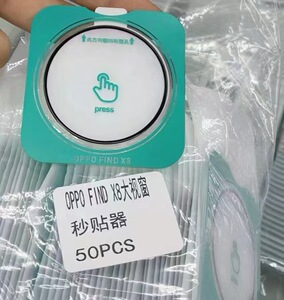 press
OPPO FIND X8
OPPO FIND X8大视窗
秒贴器
50PCS